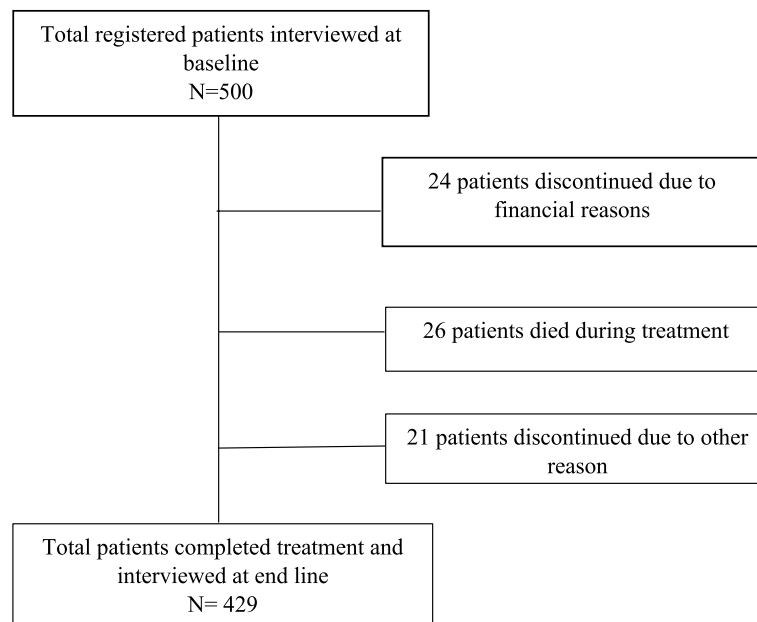 Total registered patients interviewed at
baseline
N=500
24 patients discontinued due to
financial reasons
26 patients died during treatment
21 patients discontinued due to other
reason
Total patients completed treatment and
interviewed at end line
N= 429